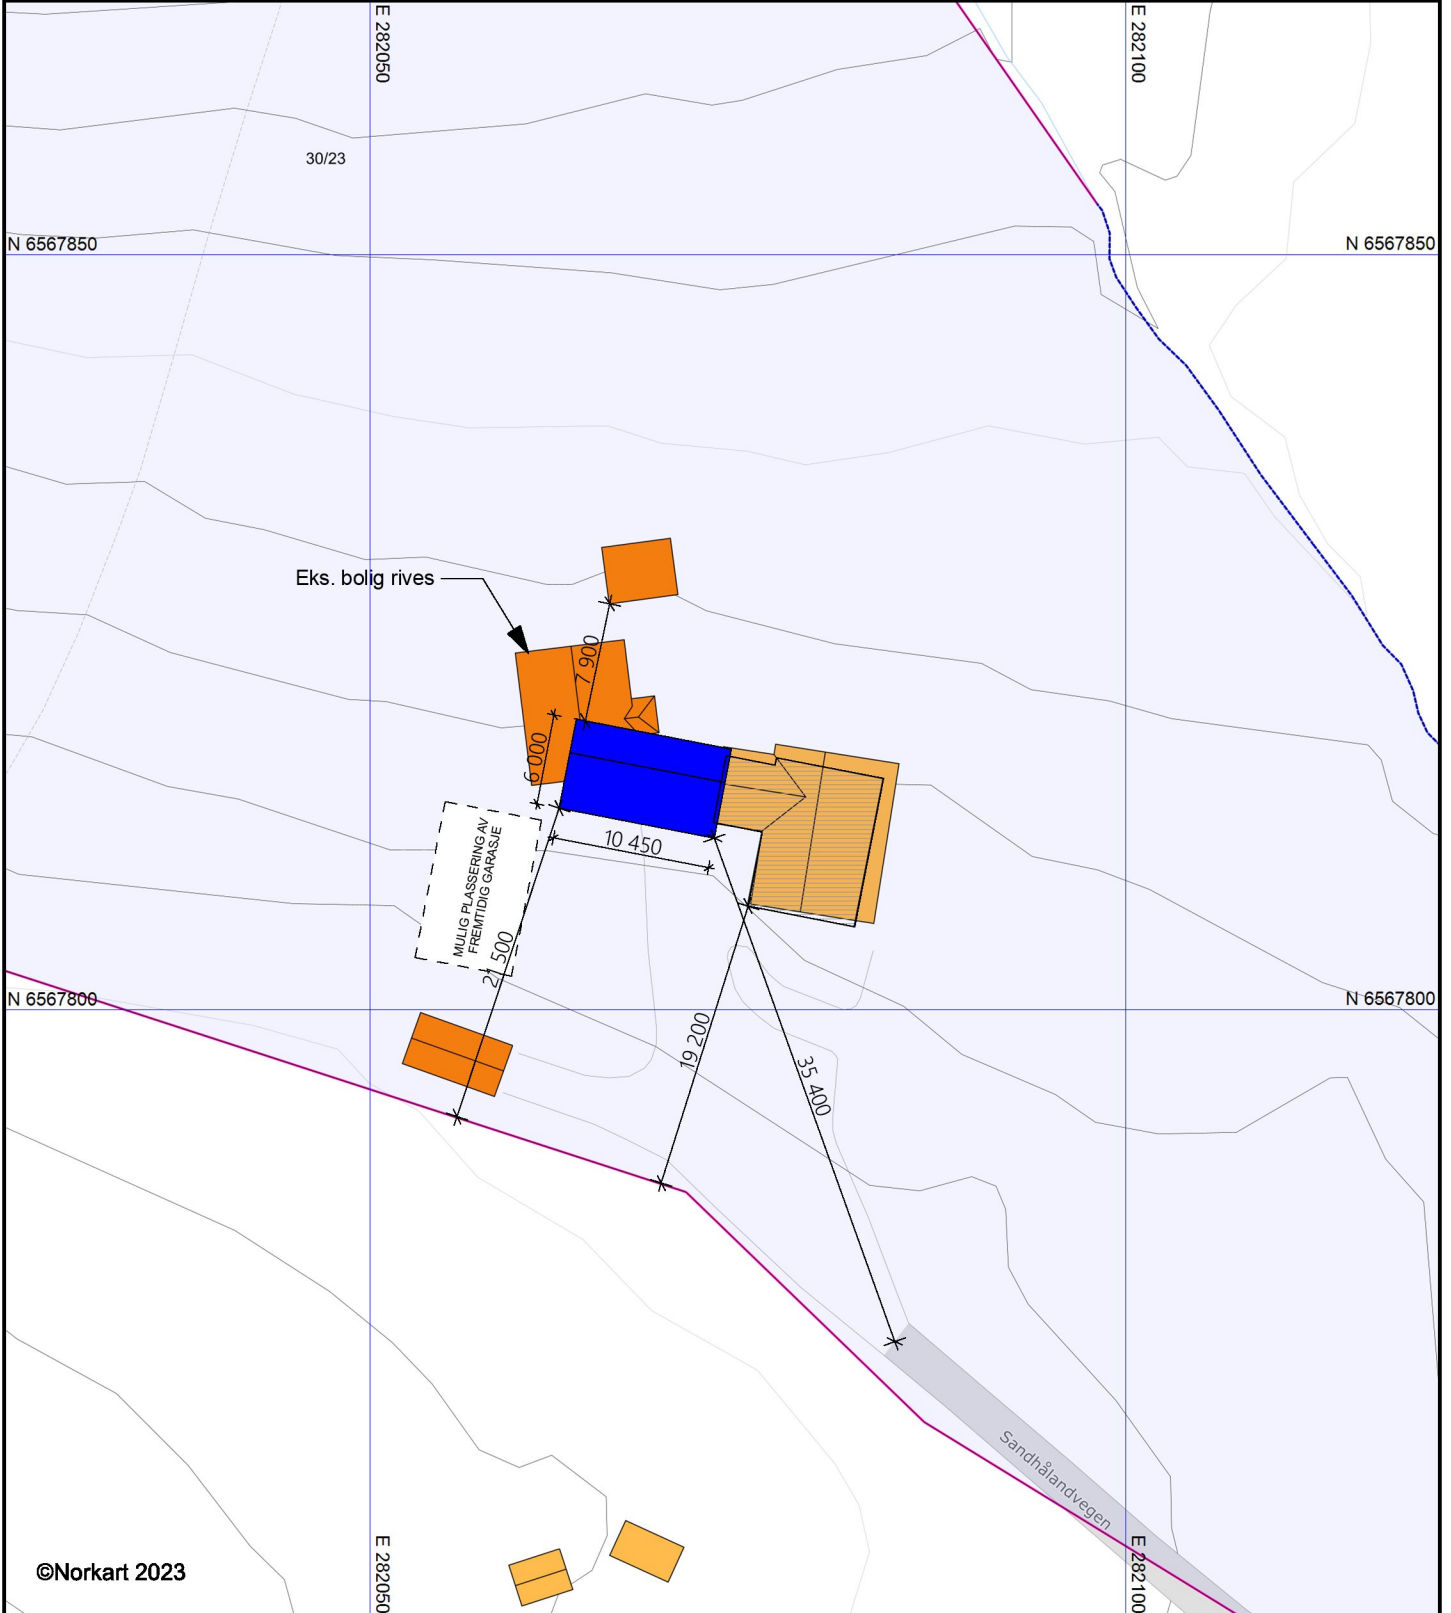 E 282050
E 282100
30/23
N 6567850
N 6567850
Eks. bolig rives
7 900
6 000
10 450
MULIG PLASSERING AV
FREMTIDIG GARASJE
21 500
N 6567800
N 6567800
19 200
35 400
Sandhålandvegen
E 282050
E 282100
©Norkart 2023